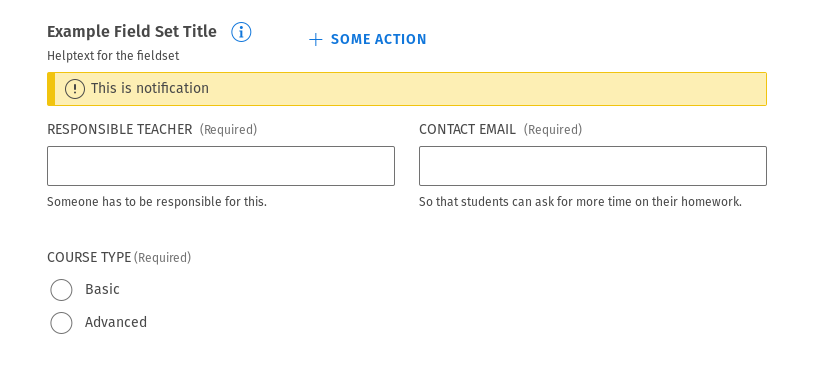 Example Field Set Title
+ SOME ACTION
Helptext for the fieldset
This is notification
RESPONSIBLE TEACHER (Required)
CONTACT EMAIL (Required)
Someone has to be responsible for this.
So that students can ask for more time on their homework.
COURSE TYPE (Required)
Basic
Advanced